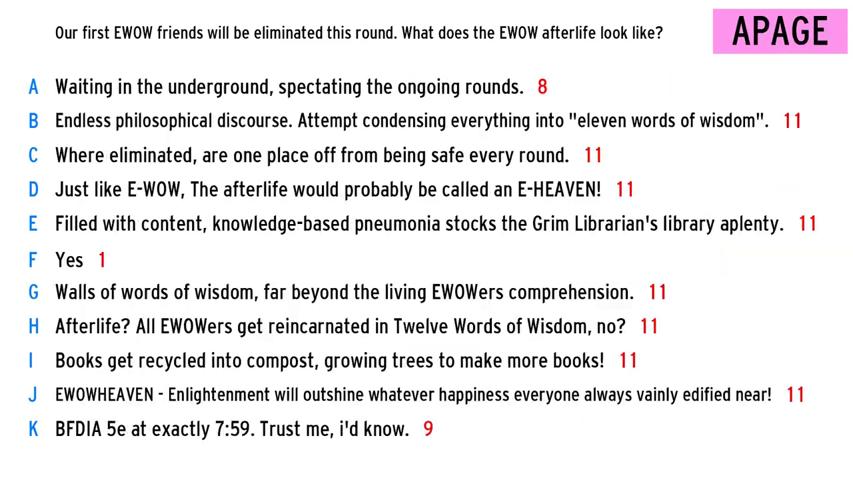 Our first EWOW friends will be eliminated this round. What does the EWOW afterlife look like?
APAGE
A Waiting in the underground, spectating the ongoing rounds. 8
B Endless philosophical discourse. Attempt condensing everything into "eleven words of wisdom". 11
C Where eliminated, are one place off from being safe every round. 11
D Just like E-WOW, The afterlife would probably be called an E-HEAVEN! 11
E Filled with content, knowledge-based pneumonia stocks the Grim Librarian's library aplenty. 11
F Yes 1
G Walls of words of wisdom, far beyond the living EWOWers comprehension. 11
H Afterlife? All EWOWers get reincarnated in Twelve Words of Wisdom, no? 11
I Books get recycled into compost, growing trees to make more books! 11
J EWOWHEAVEN - Enlightenment will outshine whatever happiness everyone always vainly edified near! 11
K BFDIA 5e at exactly 7:59. Trust me, i'd know. 9